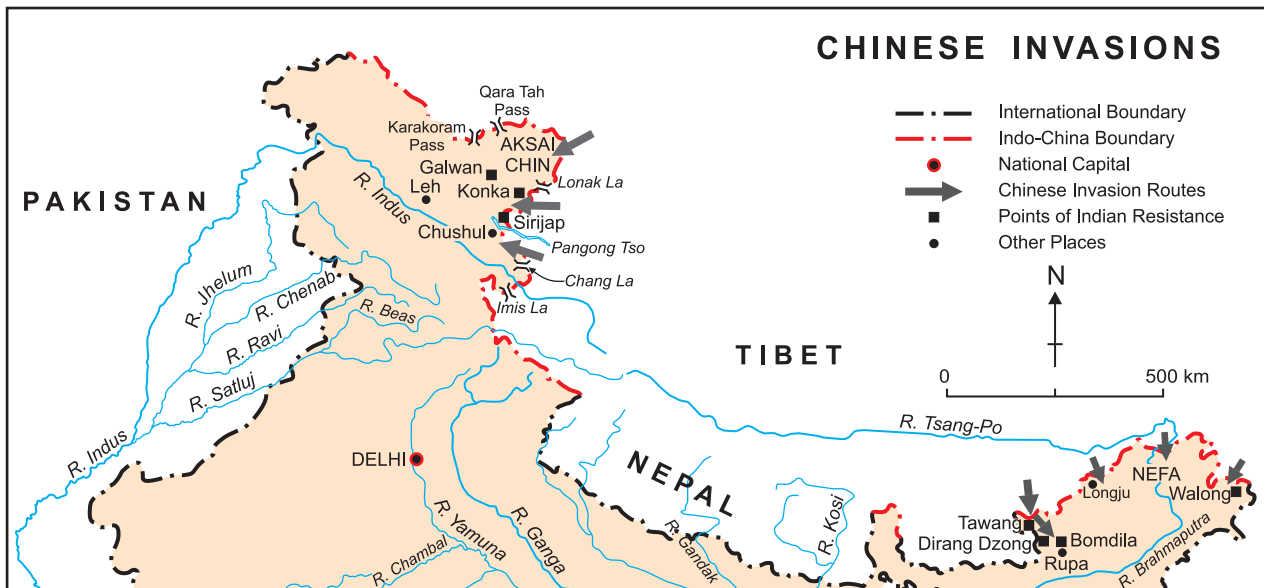 CHINESE INVASIONS
International Boundary
Indo-China Boundary
National Capital
Chinese Invasion Routes
Points of Indian Resistance
Other Places
N
0
500 km
Qara Tah
Pass
Karakoram
Pass
AKSAI
CHIN
Galwan
Leh
Konka
Lonak La
R. Indus
Sirijap
Chushul
Pangong Tso
Chang La
Imis La
PAKISTAN
R. Jhelum
R. Chenab
R. Beas
R. Ravi
R. Satluj
R. Indus
TIBET
R. Tsang-Po
DELHI
NEPAL
R. Yamuna
R. Ganga
R. Chambal
R. Gandak
R. Kosi
NEFA
Longju
Walong
Tawang
Dirang Dzong
Bomdila
Rupa
R. Brahmaputra